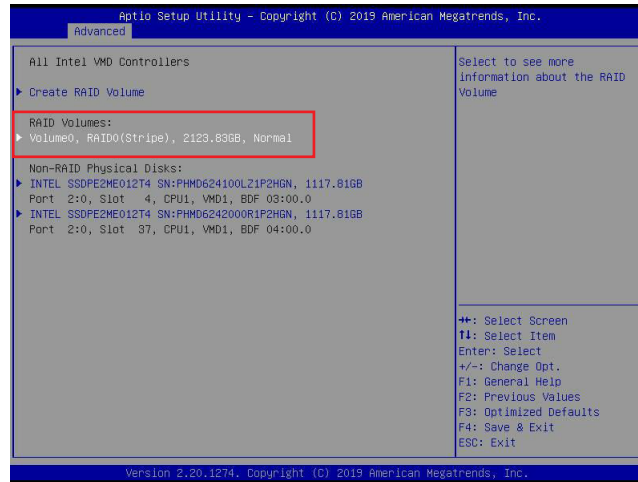 Aptio Setup Utility – Copyright (C) 2019 American Megatrends, Inc.
Advanced
All Intel VMD Controllers
Create RAID Volume
RAID Volumes:
Volume0, RAID0(Stripe), 2123.83GB, Normal
Non-RAID Physical Disks:
INTEL SSDPE2ME012T4 SN:PHMD624100LZ1P2HGN, 1117.81GB
Port 2:0, Slot 4, CPU1, VMD1, BDF 03:00.0
INTEL SSDPE2ME012T4 SN:PHMD6242000R1P2HGN, 1117.81GB
Port 2:0, Slot 37, CPU1, VMD1, BDF 04:00.0
Select to see more
information about the RAID
Volume
→←: Select Screen
↑↓: Select Item
Enter: Select
+/-: Change Opt.
F1: General Help
F2: Previous Values
F3: Optimized Defaults
F4: Save & Exit
ESC: Exit
Version 2.20.1274. Copyright (C) 2019 American Megatrends, Inc.